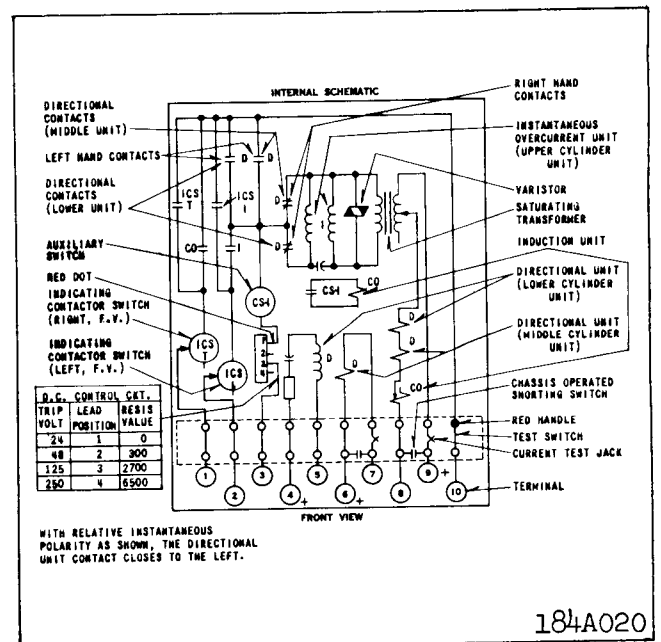 INTERNAL SCHEMATIC
DIRECTIONAL
CONTACTS
(MIDDLE UNIT)
LEFT HAND CONTACTS
DIRECTIONAL
CONTACTS
(LOWER UNIT)
AUXILIARY
SWITCH
RED DOT
INDICATING
CONTACTOR SWITCH
(RIGHT, F.V.)
INDICATING
CONTACTOR SWITCH
(LEFT, F.V.)
D.C. CONTROL CKT.
TRIP VOLT LEAD POSITION RESIS VALUE
24 1 0
48 2 300
125 3 2700
250 4 6500
WITH RELATIVE INSTANTANEOUS
POLARITY AS SHOWN, THE DIRECTIONAL
UNIT CONTACT CLOSES TO THE LEFT.
D D
ICS
T
ICS
I
D
I
CO
I
D
CS-1
CS-1 CO
ICS
T
ICS
2
3
4
D
D
D
D
CO
1 2 3 4 + 5 6 + 7 8 9 + 10
FRONT VIEW
RIGHT HAND
CONTACTS
INSTANTANEOUS
OVERCURRENT UNIT
(UPPER CYLINDER
UNIT)
VARISTOR
SATURATING
TRANSFORMER
INDUCTION UNIT
DIRECTIONAL UNIT
(LOWER CYLINDER
UNIT)
DIRECTIONAL UNIT
(MIDDLE CYLINDER
UNIT)
CHASSIS OPERATED
SHORTING SWITCH
RED HANDLE
TEST SWITCH
CURRENT TEST JACK
TERMINAL
184A020